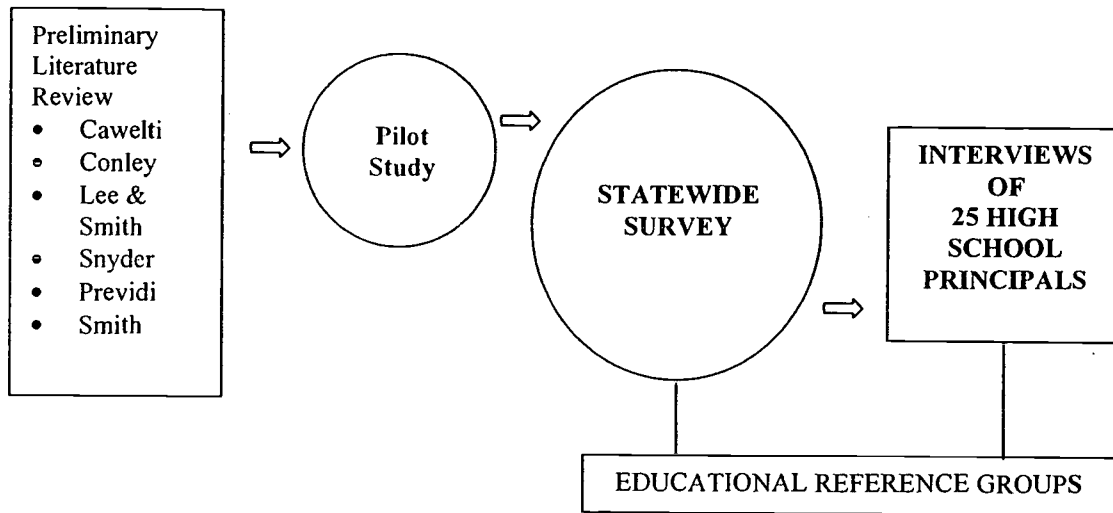 Preliminary
Literature
Review
• Cawelti
• Conley
• Lee &
Smith
• Snyder
• Previdi
• Smith
Pilot
Study
STATEWIDE
SURVEY
INTERVIEWS
OF
25 HIGH
SCHOOL
PRINCIPALS
EDUCATIONAL REFERENCE GROUPS